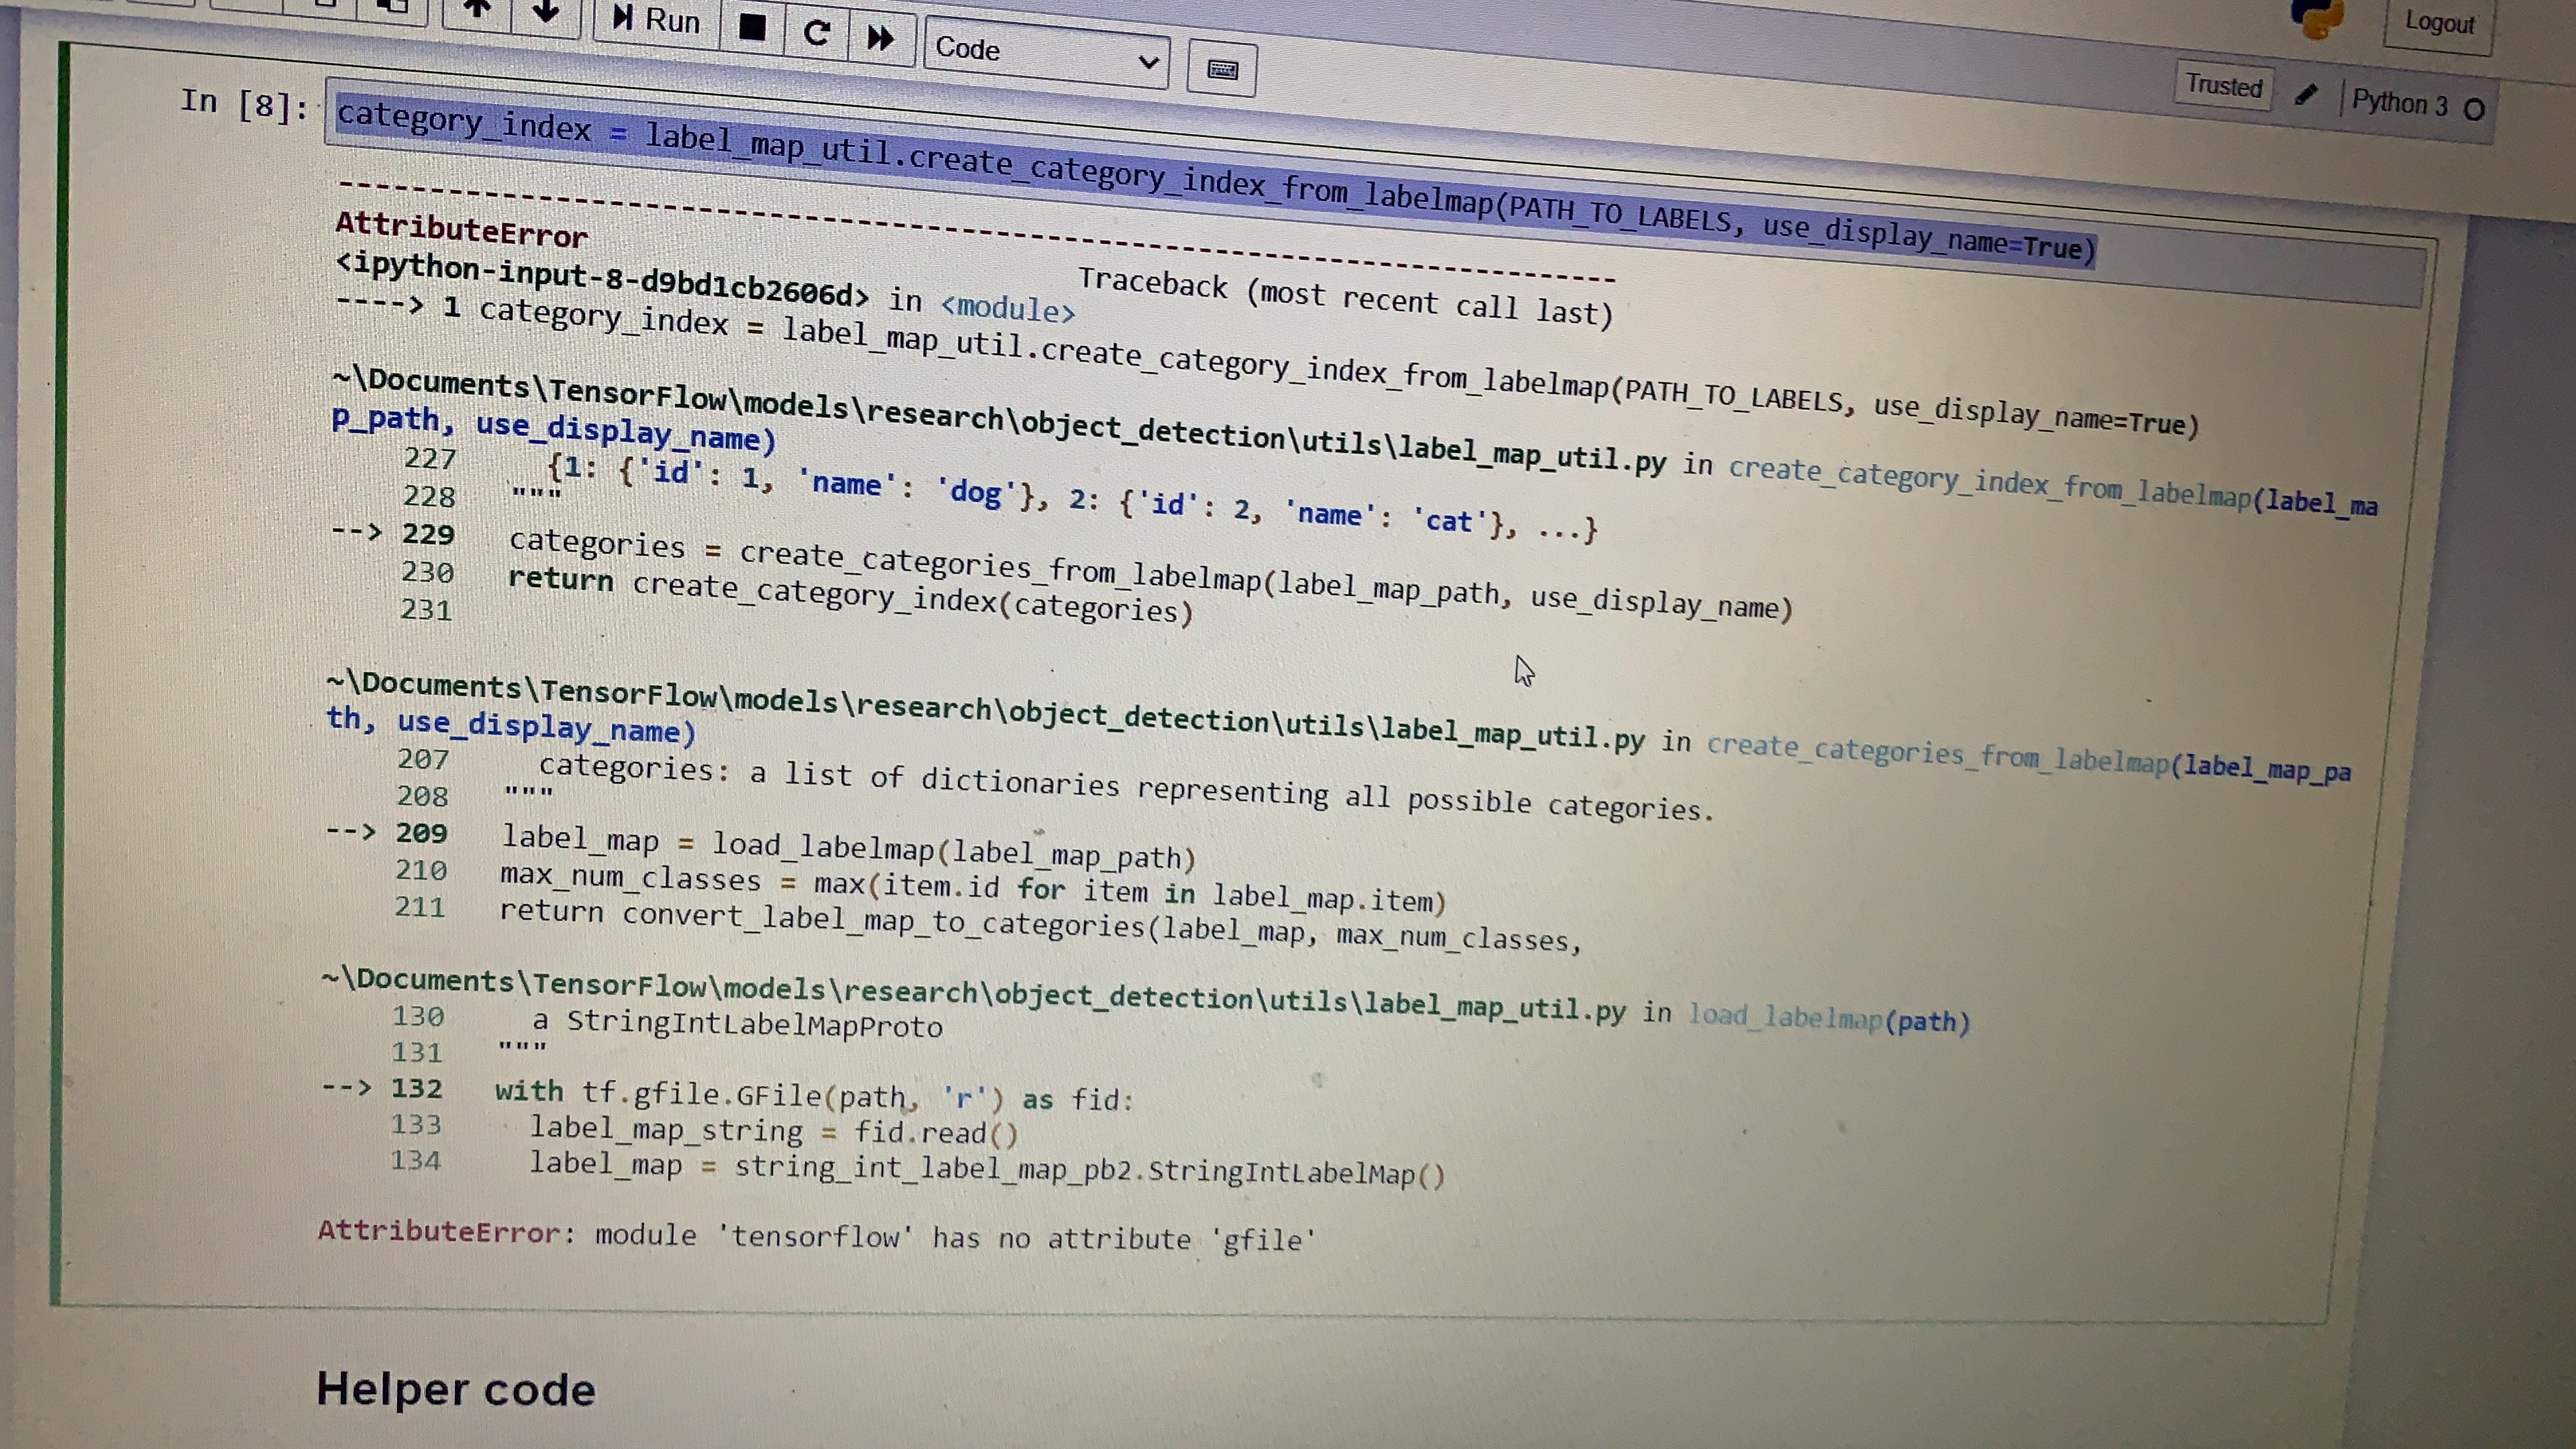 Run
Code
Logout
Trusted
Python 3
In [8]:
category_index = label_map_util.create_category_index_from_labelmap(PATH_TO_LABELS, use_display_name=True)
---------------------------------------------------------------------------
AttributeError Traceback (most recent call last)
<ipython-input-8-d9bd1cb2606d> in <module>
----> 1 category_index = label_map_util.create_category_index_from_labelmap(PATH_TO_LABELS, use_display_name=True)
~\Documents\TensorFlow\models\research\object_detection\utils\label_map_util.py in create_category_index_from_labelmap(label_ma
p_path, use_display_name)
227 {1: {'id': 1, 'name': 'dog'}, 2: {'id': 2, 'name': 'cat'}, ...}
228 """
--> 229 categories = create_categories_from_labelmap(label_map_path, use_display_name)
230 return create_category_index(categories)
231
~\Documents\TensorFlow\models\research\object_detection\utils\label_map_util.py in create_categories_from_labelmap(label_map_pa
th, use_display_name)
207 categories: a list of dictionaries representing all possible categories.
208 """
--> 209 label_map = load_labelmap(label_map_path)
210 max_num_classes = max(item.id for item in label_map.item)
211 return convert_label_map_to_categories(label_map, max_num_classes,
~\Documents\TensorFlow\models\research\object_detection\utils\label_map_util.py in load_labelmap(path)
130 a StringIntLabelMapProto
131 """
--> 132 with tf.gfile.GFile(path, 'r') as fid:
133 label_map_string = fid.read()
134 label_map = string_int_label_map_pb2.StringIntLabelMap()
AttributeError: module 'tensorflow' has no attribute 'gfile'
Helper code